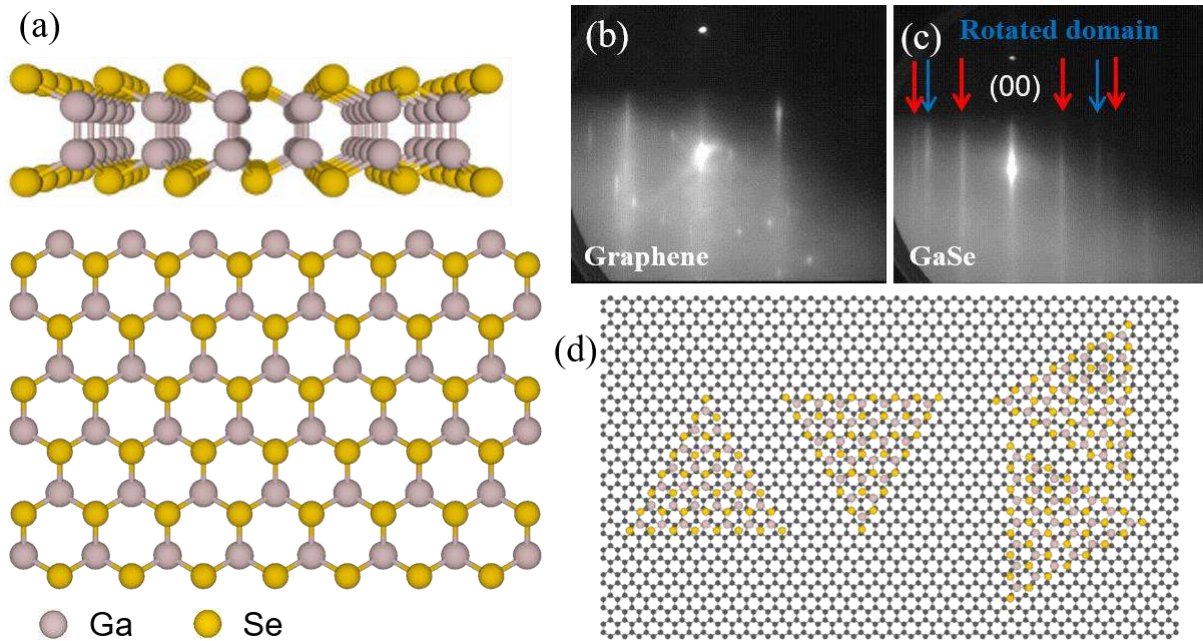 (a)
Ga
Se
(b)
Graphene
(c)
Rotated domain
(00)
GaSe
(d)